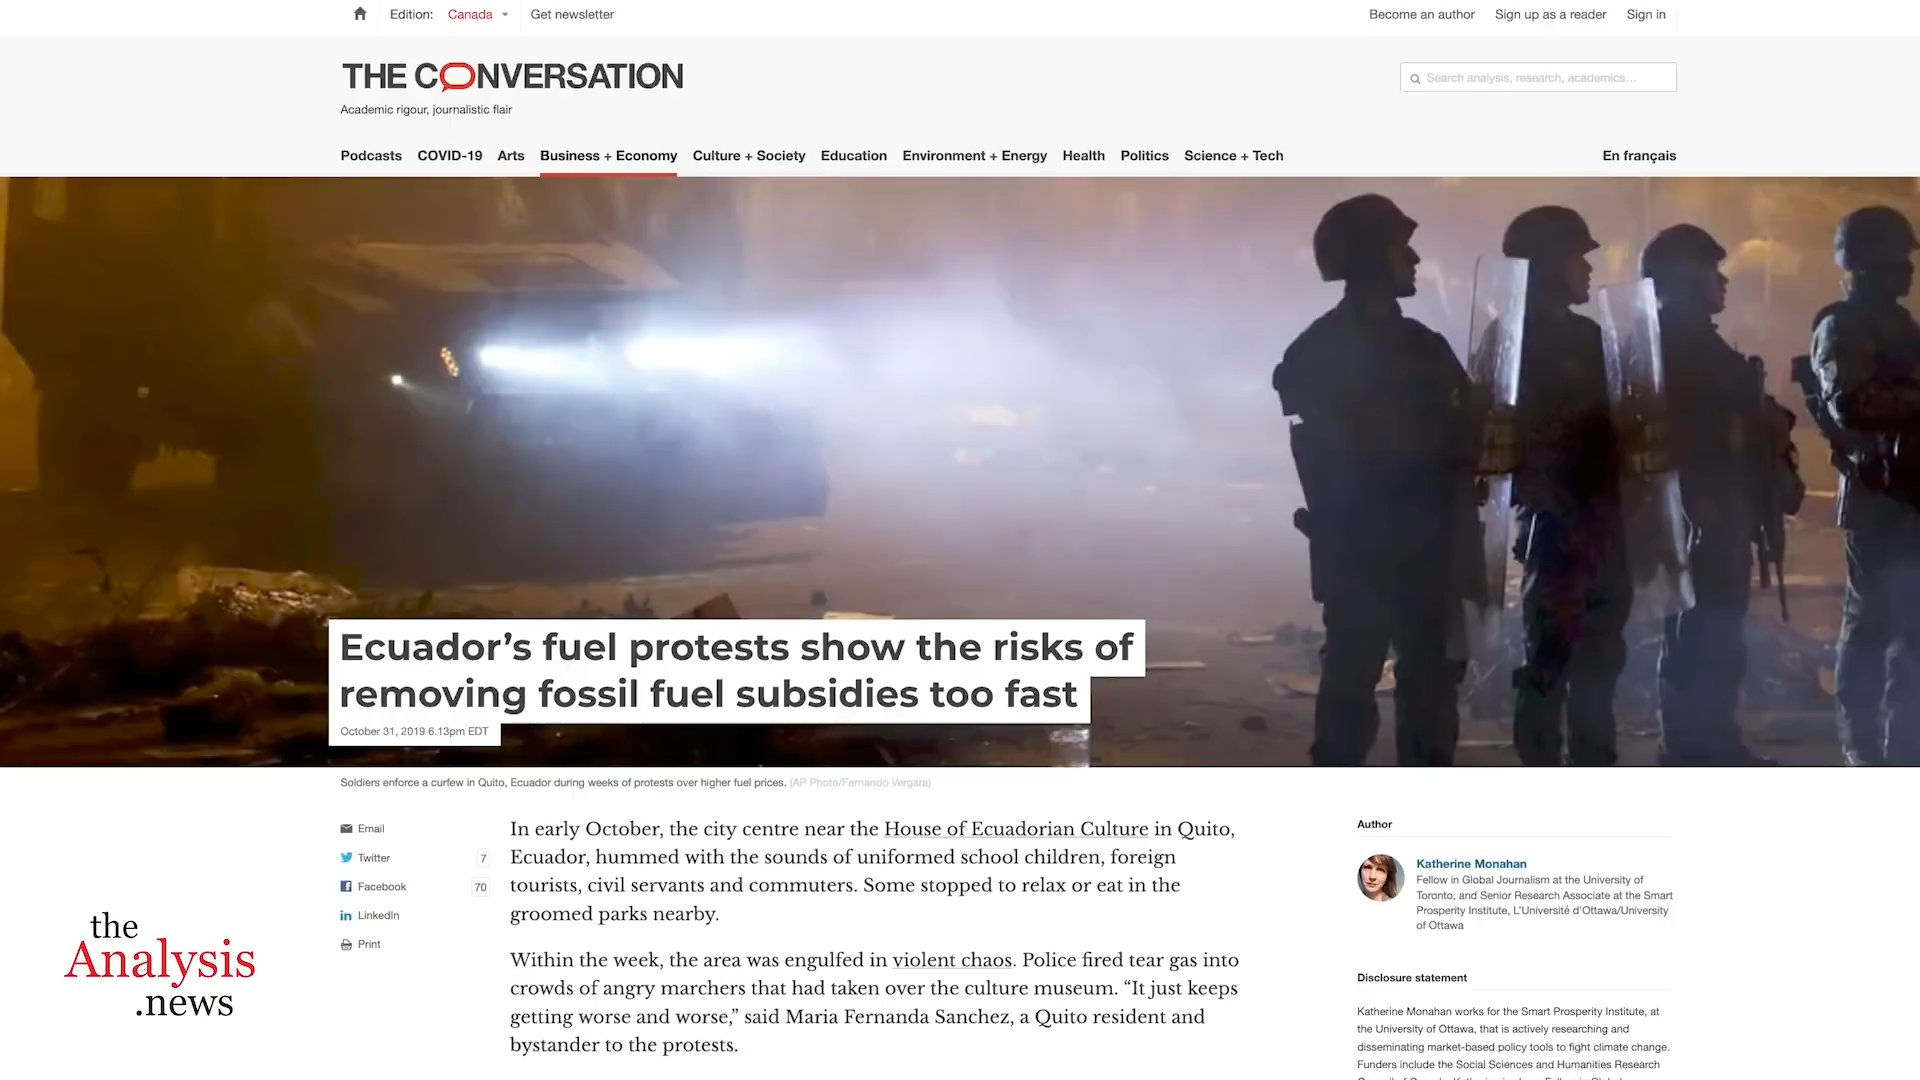 Edition: Canada Get newsletter Become an author Sign up as a reader Sign in
THE CONVERSATION
Search analysis, research, academics...
Academic rigour, journalistic flair
Podcasts COVID-19 Arts Business + Economy Culture + Society Education Environment + Energy Health Politics Science + Tech En français
Ecuador’s fuel protests show the risks of
removing fossil fuel subsidies too fast
October 31, 2019 6.13pm EDT
Soldiers enforce a curfew in Quito, Ecuador during weeks of protests over higher fuel prices. (AP Photo/Fernando Vergara)
Email
Twitter 7
Facebook 70
LinkedIn
Print
In early October, the city centre near the House of Ecuadorian Culture in Quito,
Ecuador, hummed with the sounds of uniformed school children, foreign
tourists, civil servants and commuters. Some stopped to relax or eat in the
groomed parks nearby.
Within the week, the area was engulfed in violent chaos. Police fired tear gas into
crowds of angry marchers that had taken over the culture museum. “It just keeps
getting worse and worse,” said Maria Fernanda Sanchez, a Quito resident and
bystander to the protests.
Author
Katherine Monahan
Fellow in Global Journalism at the University of
Toronto, and Senior Research Associate at the Smart
Prosperity Institute, L’Université d’Ottawa/University
of Ottawa
Disclosure statement
Katherine Monahan works for the Smart Prosperity Institute, at
the University of Ottawa, that is actively researching and
disseminating market-based policy tools to fight climate change.
Funders include the Social Sciences and Humanities Research
the
Analysis
.news